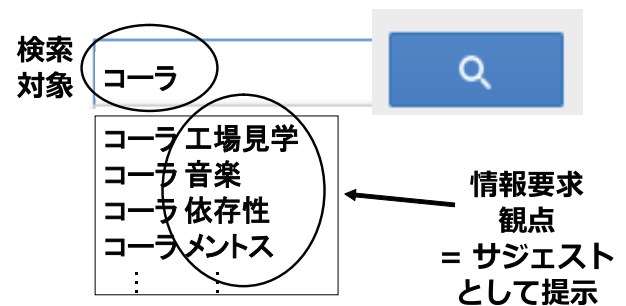 検索
対象
コーラ
コーラ 工場見学
コーラ 音楽
コーラ 依存性
コーラ メントス
⋮ ⋮
情報要求
観点
= サジェスト
として提示